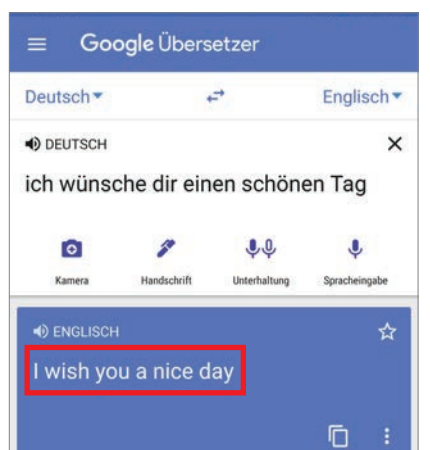 Google Übersetzer
Deutsch Englisch
DEUTSCH
ich wünsche dir einen schönen Tag
Kamera Handschrift Unterhaltung Spracheingabe
ENGLISCH
I wish you a nice day